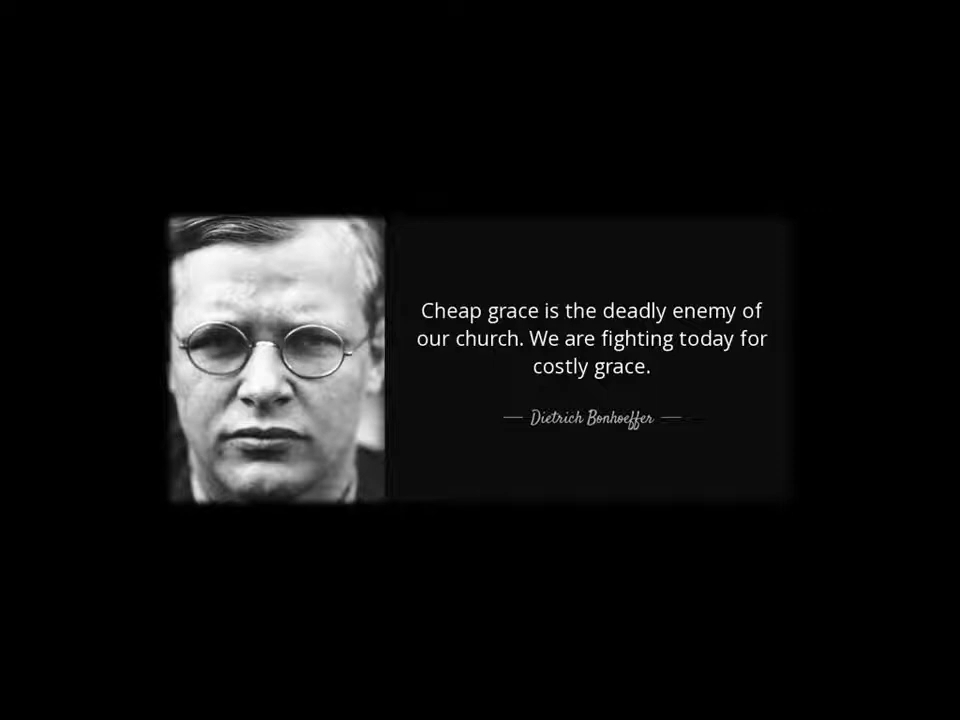 Cheap grace is the deadly enemy of
our church. We are fighting today for
costly grace.
Dietrich Bonhoeffer